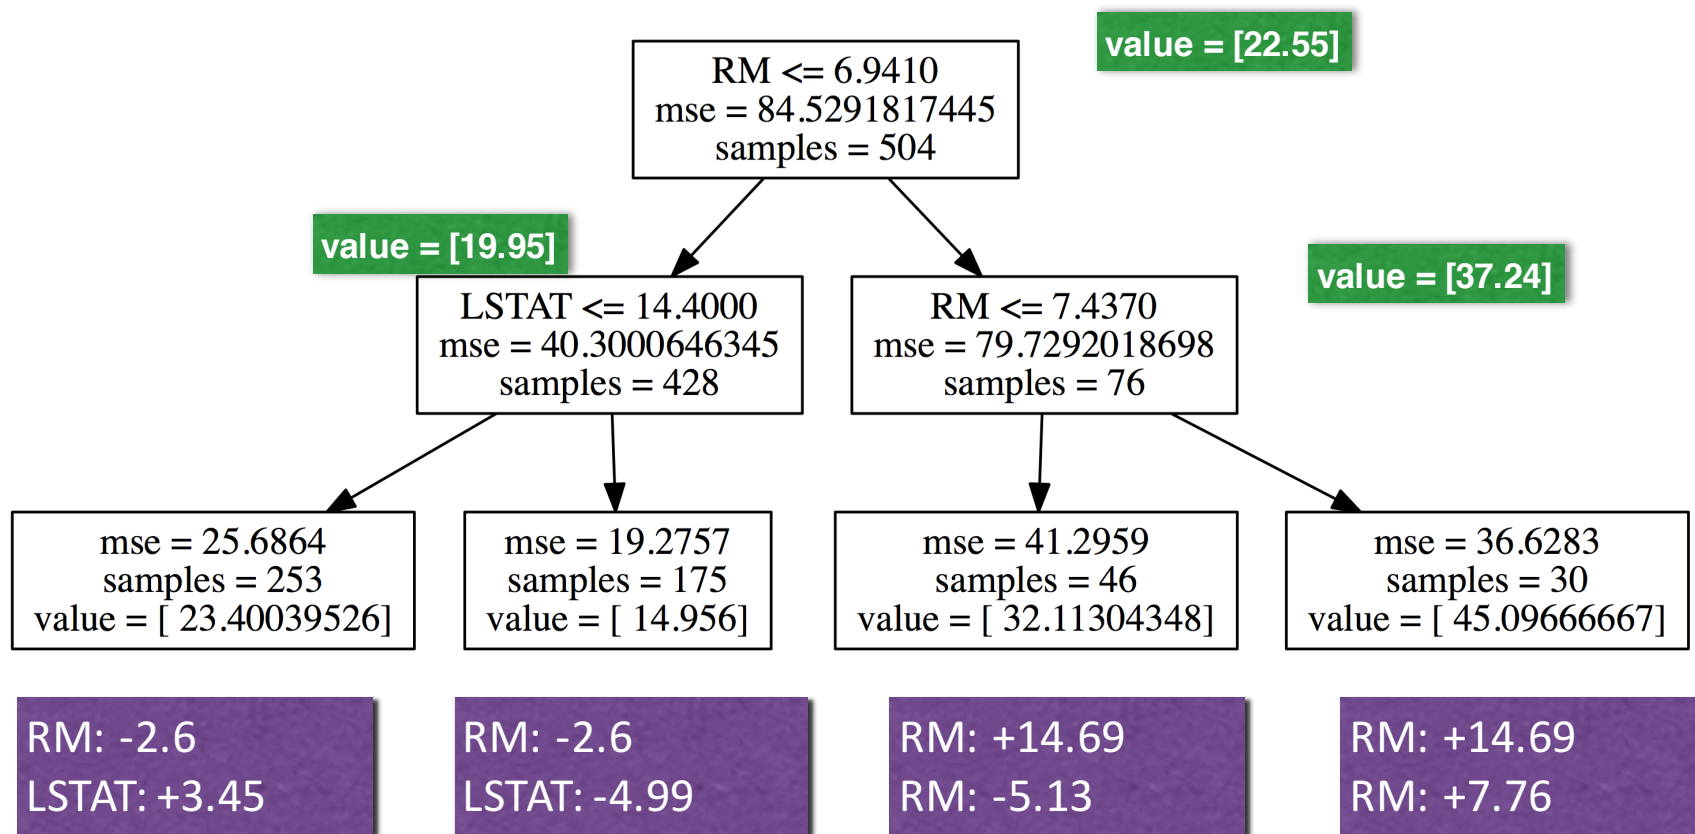 value = [22.55]
RM <= 6.9410
mse = 84.5291817445
samples = 504
value = [19.95]
value = [37.24]
LSTAT <= 14.4000
mse = 40.3000646345
samples = 428
RM <= 7.4370
mse = 79.7292018698
samples = 76
mse = 25.6864
samples = 253
value = [ 23.40039526]
mse = 19.2757
samples = 175
value = [ 14.956]
mse = 41.2959
samples = 46
value = [ 32.11304348]
mse = 36.6283
samples = 30
value = [ 45.09666667]
RM: -2.6
LSTAT: +3.45
RM: -2.6
LSTAT: -4.99
RM: +14.69
RM: -5.13
RM: +14.69
RM: +7.76